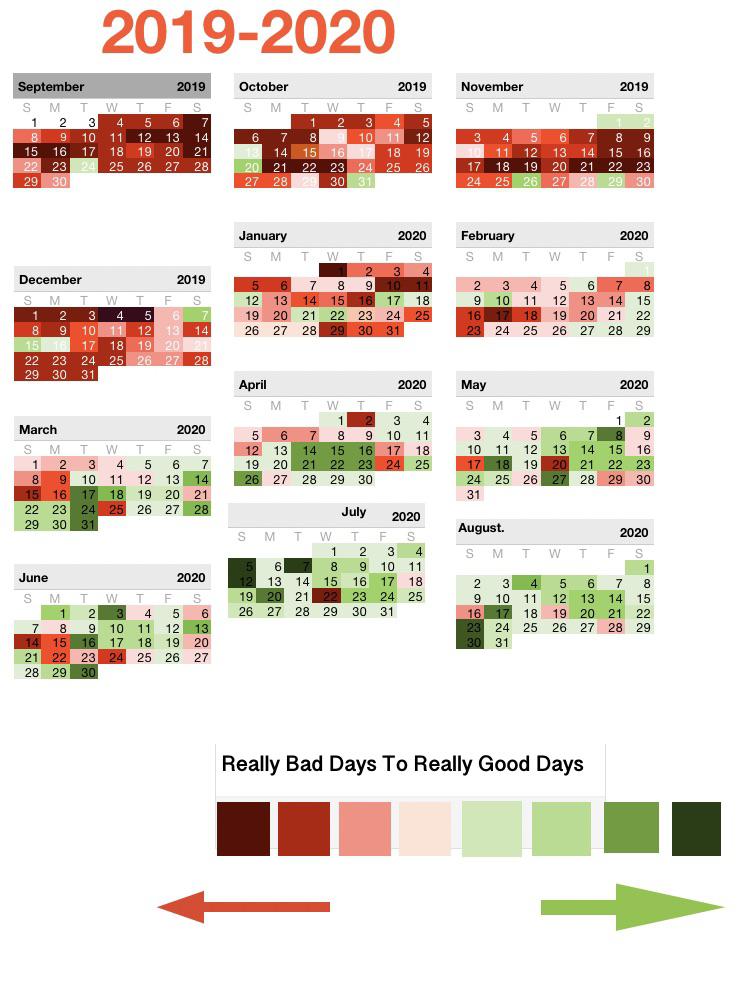 2019-2020
September 2019
S M T W T F S
1 2 3 4 5 6 7
8 9 10 11 12 13 14
15 16 17 18 19 20 21
22 23 24 25 26 27 28
29 30
October 2019
S M T W T F S
1 2 3 4 5
6 7 8 9 10 11 12
13 14 15 16 17 18 19
20 21 22 23 24 25 26
27 28 29 30 31
November 2019
S M T W T F S
1 2
3 4 5 6 7 8 9
10 11 12 13 14 15 16
17 18 19 20 21 22 23
24 25 26 27 28 29 30
December 2019
S M T W T F S
1 2 3 4 5 6 7
8 9 10 11 12 13 14
15 16 17 18 19 20 21
22 23 24 25 26 27 28
29 30 31
January 2020
S M T W T F S
1 2 3 4
5 6 7 8 9 10 11
12 13 14 15 16 17 18
19 20 21 22 23 24 25
26 27 28 29 30 31
February 2020
S M T W T F S
1
2 3 4 5 6 7 8
9 10 11 12 13 14 15
16 17 18 19 20 21 22
23 24 25 26 27 28 29
March 2020
S M T W T F S
1 2 3 4 5 6 7
8 9 10 11 12 13 14
15 16 17 18 19 20 21
22 23 24 25 26 27 28
29 30 31
April 2020
S M T W T F S
1 2 3 4
5 6 7 8 9 10 11
12 13 14 15 16 17 18
19 20 21 22 23 24 25
26 27 28 29 30
May 2020
S M T W T F S
1 2
3 4 5 6 7 8 9
10 11 12 13 14 15 16
17 18 19 20 21 22 23
24 25 26 27 28 29 30
31
June 2020
S M T W T F S
1 2 3 4 5 6
7 8 9 10 11 12 13
14 15 16 17 18 19 20
21 22 23 24 25 26 27
28 29 30
July 2020
S M T W T F S
1 2 3 4
5 6 7 8 9 10 11
12 13 14 15 16 17 18
19 20 21 22 23 24 25
26 27 28 29 30 31
August. 2020
S M T W T F S
1
2 3 4 5 6 7 8
9 10 11 12 13 14 15
16 17 18 19 20 21 22
23 24 25 26 27 28 29
30 31
Really Bad Days To Really Good Days